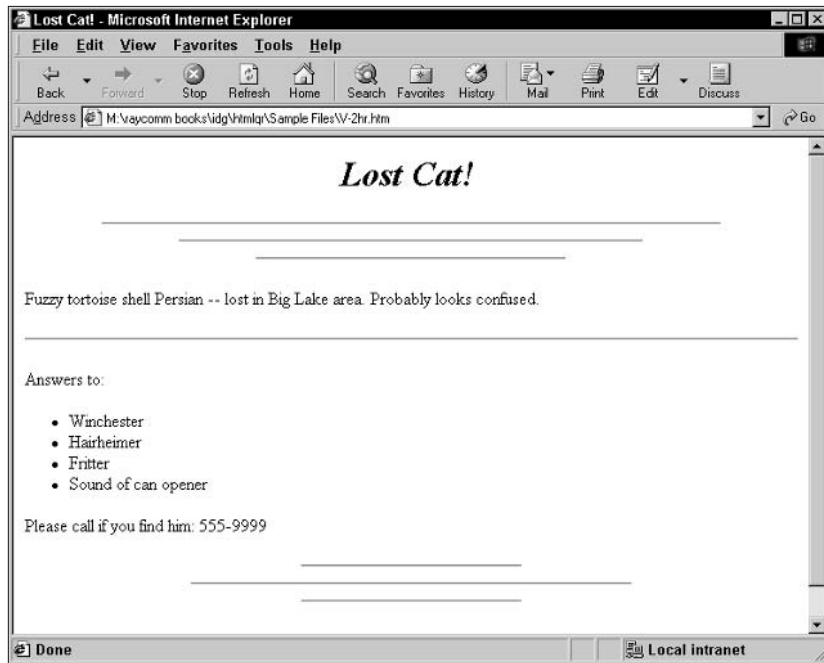 Lost Cat! - Microsoft Internet Explorer
File Edit View Favorites Tools Help
Back Forward Stop Refresh Home Search Favorites History Mail Print Edit Discuss
Address M:\raycomm books\idg\htmlqr\Sample Files\V-2hr.htm Go
Lost Cat!
Fuzzy tortoise shell Persian -- lost in Big Lake area. Probably looks confused.
Answers to:
• Winchester
• Hairheimer
• Fritter
• Sound of can opener
Please call if you find him: 555-9999
Done Local intranet